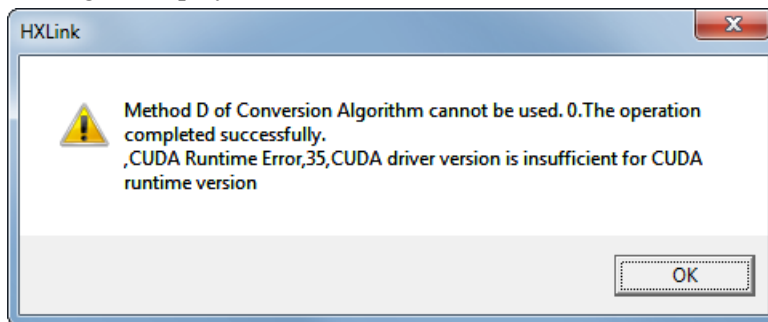 HXLink
Method D of Conversion Algorithm cannot be used. 0.The operation
completed successfully.
,CUDA Runtime Error,35,CUDA driver version is insufficient for CUDA
runtime version
OK